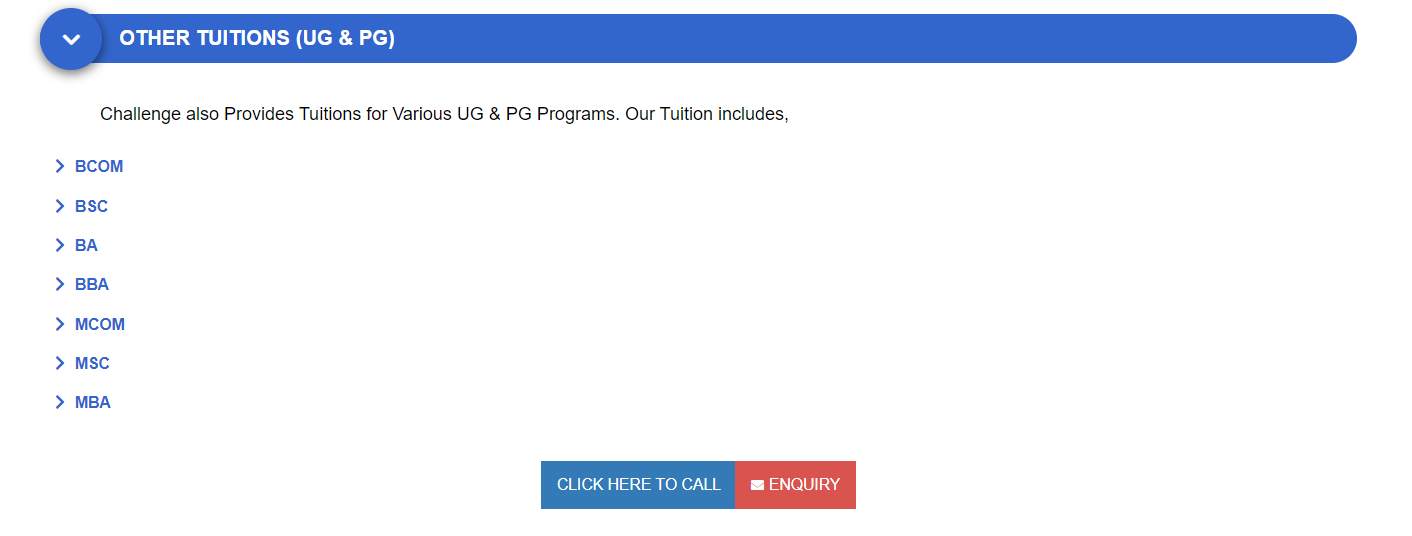 OTHER TUITIONS (UG & PG)
Challenge also Provides Tuitions for Various UG & PG Programs. Our Tuition includes,
BCOM
BSC
BA
BBA
MCOM
MSC
MBA
CLICK HERE TO CALL
ENQUIRY